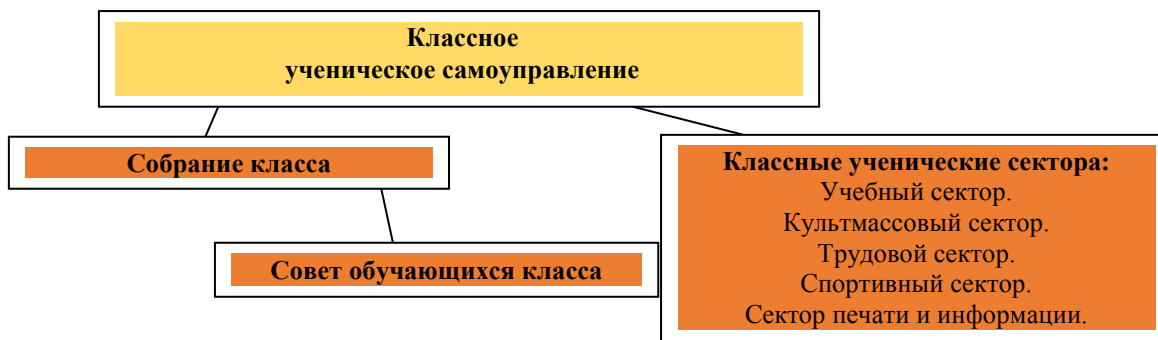 Классное
ученическое самоуправление
Собрание класса
Совет обучающихся класса
Классные ученические сектора:
Учебный сектор.
Культмассовый сектор.
Трудовой сектор.
Спортивный сектор.
Сектор печати и информации.